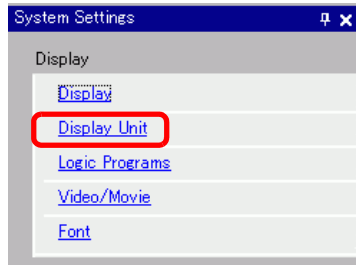 System Settings
Display
Display
Display Unit
Logic Programs
Video/Movie
Font